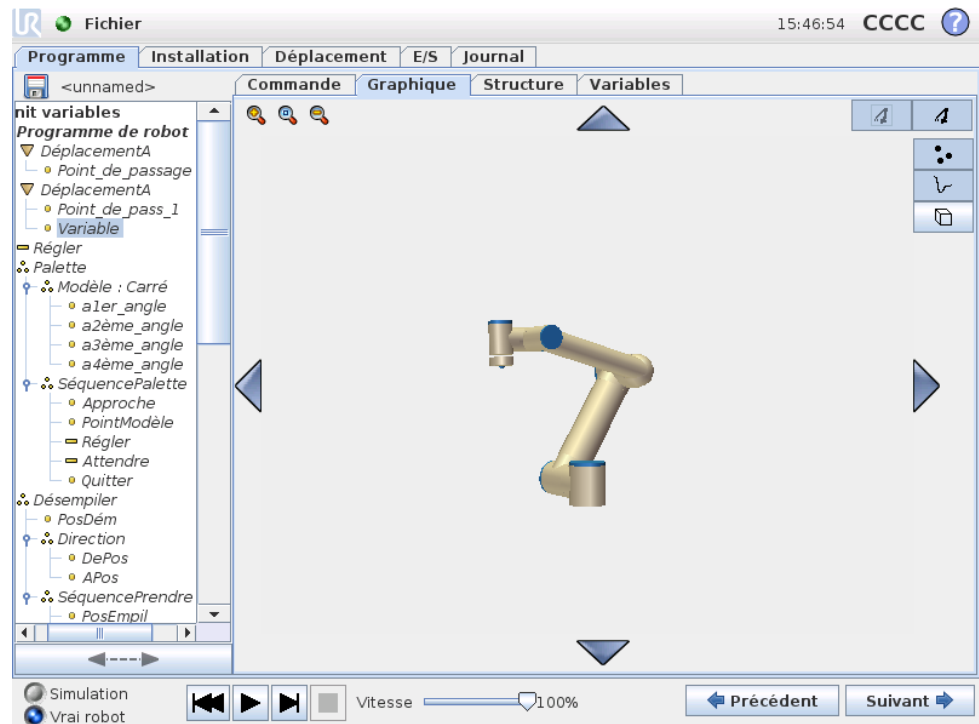 UR Fichier 15:46:54 CCCC ?
Programme Installation Déplacement E/S Journal
<unnamed> Commande Graphique Structure Variables
nit variables
Programme de robot
DéplacementA
Point_de_passage
DéplacementA
Point_de_pass_1
Variable
Régler
Palette
Modèle : Carré
a1er_angle
a2ème_angle
a3ème_angle
a4ème_angle
SéquencePalette
Approche
PointModèle
Régler
Attendre
Quitter
Désempiler
PosDém
Direction
DePos
APos
SéquencePrendre
PosEmpil
Simulation
Vrai robot
Vitesse 100% Précédent Suivant